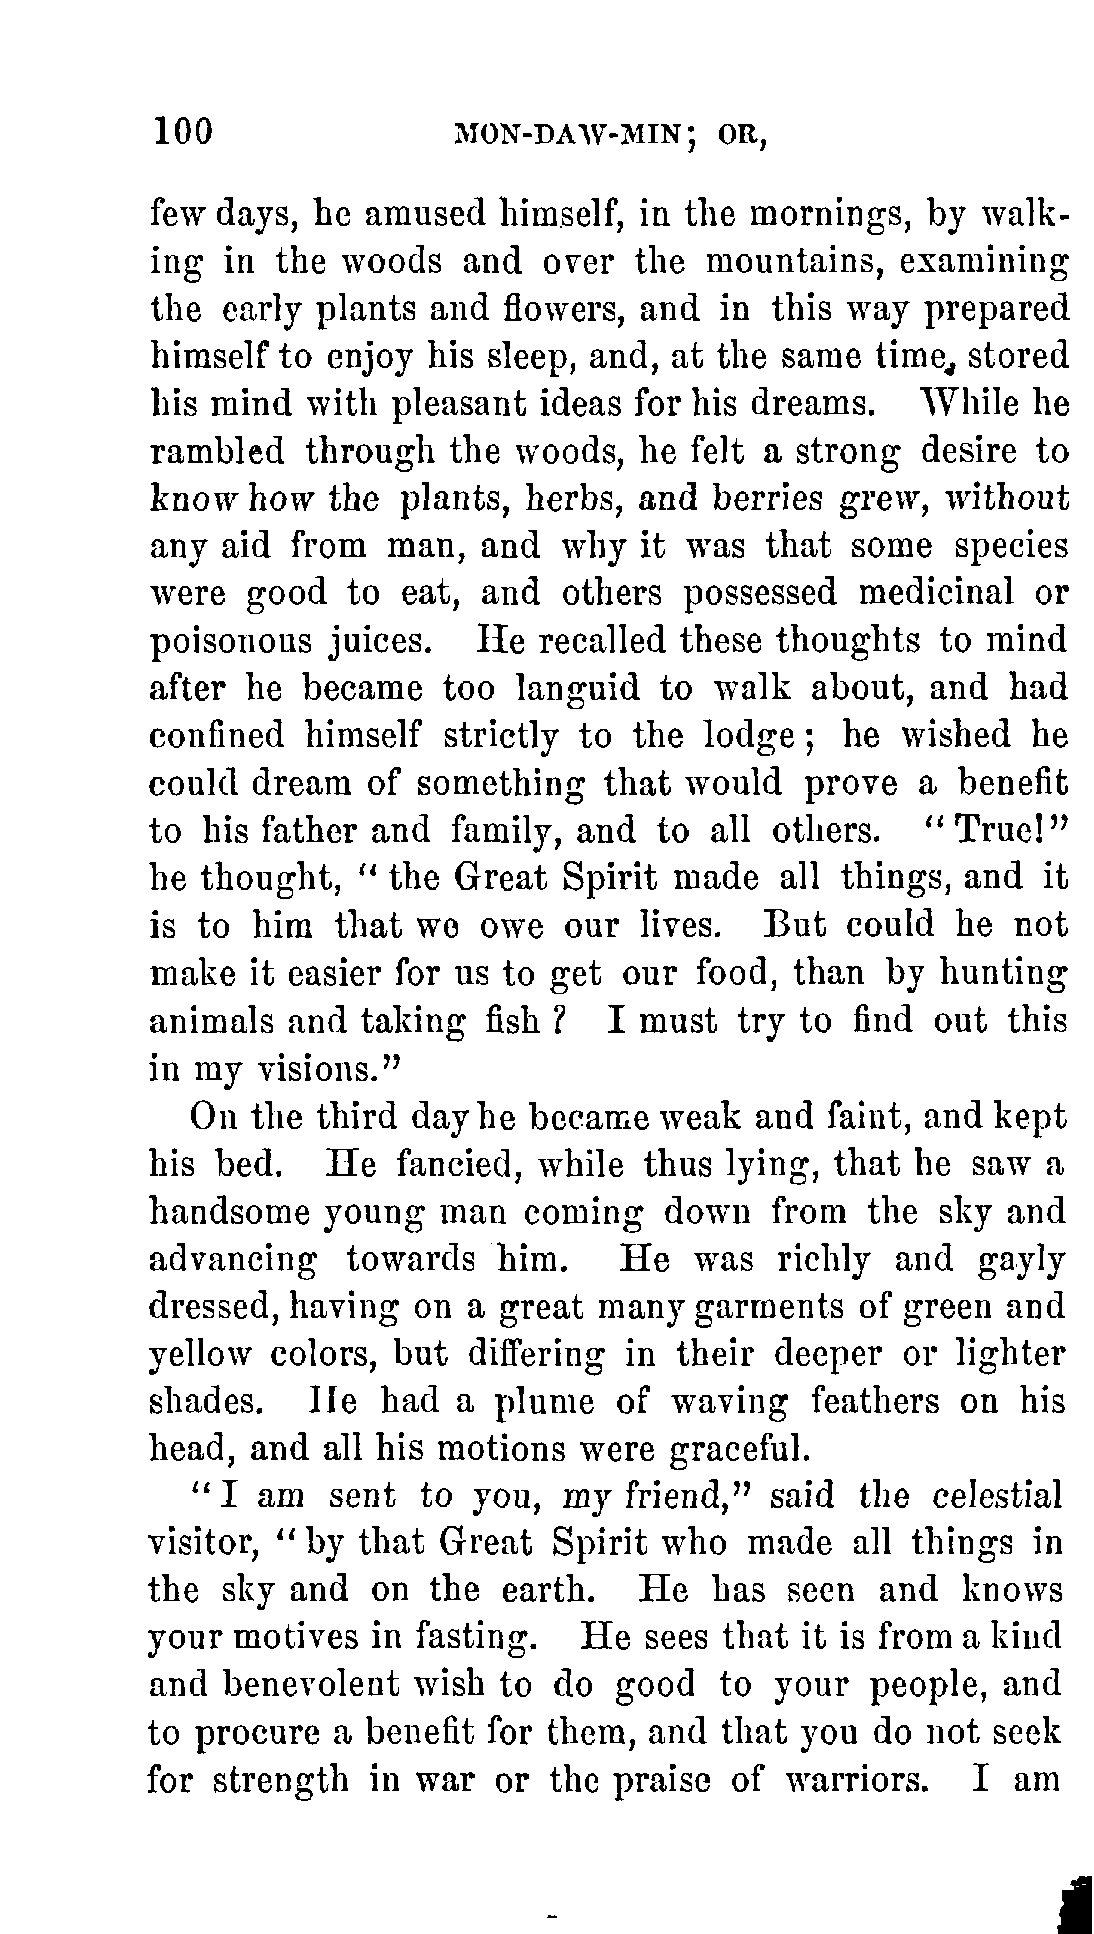 100 MON-DAW-MIN; OR,
few days, he amused himself, in the mornings, by walk-
ing in the woods and over the mountains, examining
the early plants and flowers, and in this way prepared
himself to enjoy his sleep, and, at the same time, stored
his mind with pleasant ideas for his dreams. While he
rambled through the woods, he felt a strong desire to
know how the plants, herbs, and berries grew, without
any aid from man, and why it was that some species
were good to eat, and others possessed medicinal or
poisonous juices. He recalled these thoughts to mind
after he became too languid to walk about, and had
confined himself strictly to the lodge; he wished he
could dream of something that would prove a benefit
to his father and family, and to all others. "True!"
he thought, "the Great Spirit made all things, and it
is to him that we owe our lives. But could he not
make it easier for us to get our food, than by hunting
animals and taking fish? I must try to find out this
in my visions."
On the third day he became weak and faint, and kept
his bed. He fancied, while thus lying, that he saw a
handsome young man coming down from the sky and
advancing towards him. He was richly and gayly
dressed, having on a great many garments of green and
yellow colors, but differing in their deeper or lighter
shades. He had a plume of waving feathers on his
head, and all his motions were graceful.
"I am sent to you, my friend," said the celestial
visitor, "by that Great Spirit who made all things in
the sky and on the earth. He has seen and knows
your motives in fasting. He sees that it is from a kind
and benevolent wish to do good to your people, and
to procure a benefit for them, and that you do not seek
for strength in war or the praise of warriors. I am